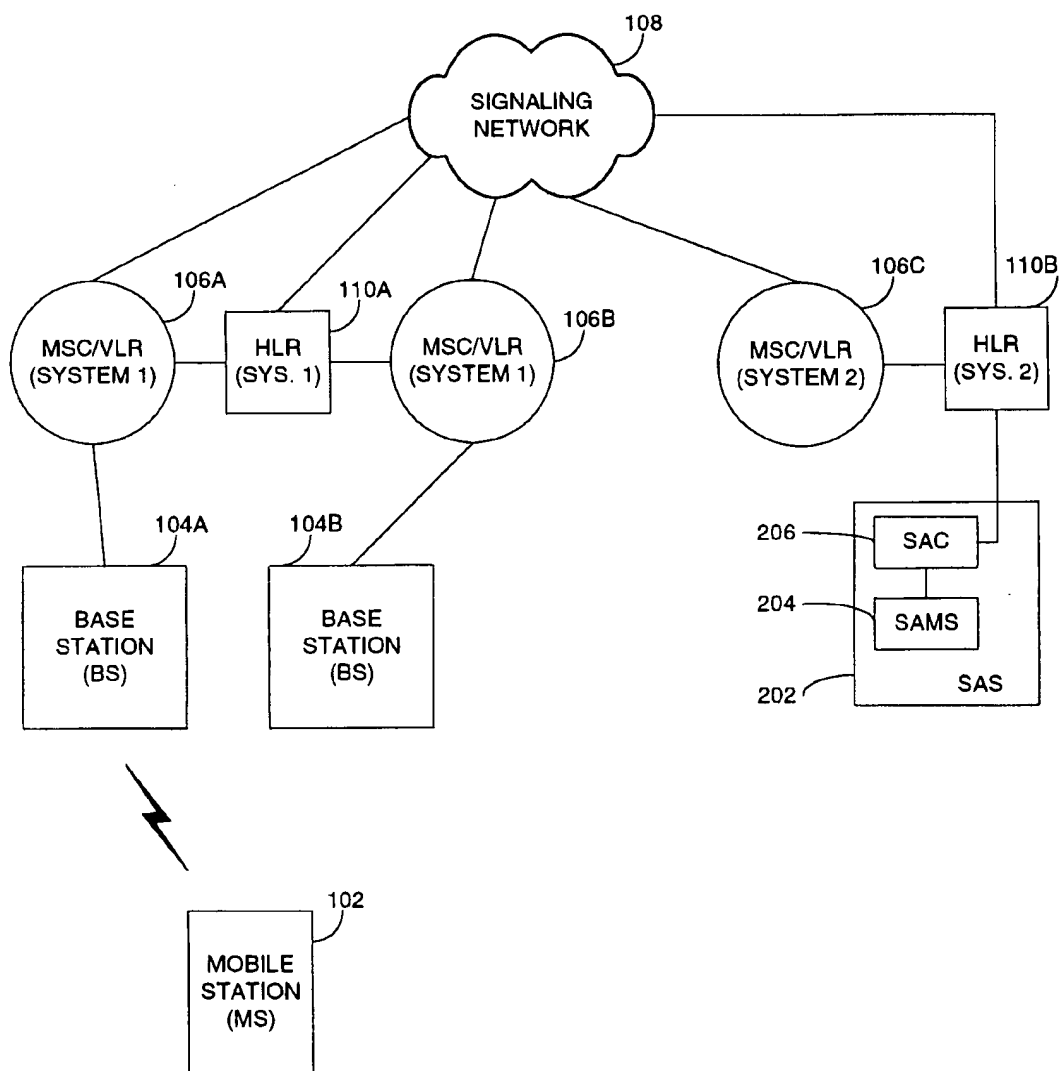 108
SIGNALING
NETWORK
106A
110A
106B
106C
110B
MSC/VLR
(SYSTEM 1)
HLR
(SYS. 1)
MSC/VLR
(SYSTEM 1)
MSC/VLR
(SYSTEM 2)
HLR
(SYS. 2)
104A
104B
BASE
STATION
(BS)
BASE
STATION
(BS)
206
SAC
204
SAMS
202
SAS
102
MOBILE
STATION
(MS)